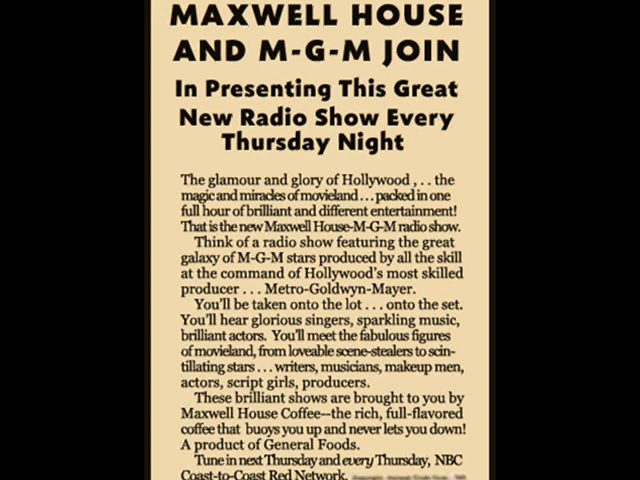 MAXWELL HOUSE
AND M-G-M JOIN
In Presenting This Great
New Radio Show Every
Thursday Night
The glamour and glory of Hollywood , . . the
magic and miracles of movieland . . . packed in one
full hour of brilliant and different entertainment!
That is the new Maxwell House-M-G-M radio show.
Think of a radio show featuring the great
galaxy of M-G-M stars produced by all the skill
at the command of Hollywood's most skilled
producer . . . Metro-Goldwyn-Mayer.
You'll be taken onto the lot . . . onto the set.
You'll hear glorious singers, sparkling music,
brilliant actors. You'll meet the fabulous figures
of movieland, from loveable scene-stealers to scin-
tillating stars . . . writers, musicians, makeup men,
actors, script girls, producers.
These brilliant shows are brought to you by
Maxwell House Coffee--the rich, full-flavored
coffee that buoys you up and never lets you down!
A product of General Foods.
Tune in next Thursday and every Thursday, NBC
Coast-to-Coast Red Network.